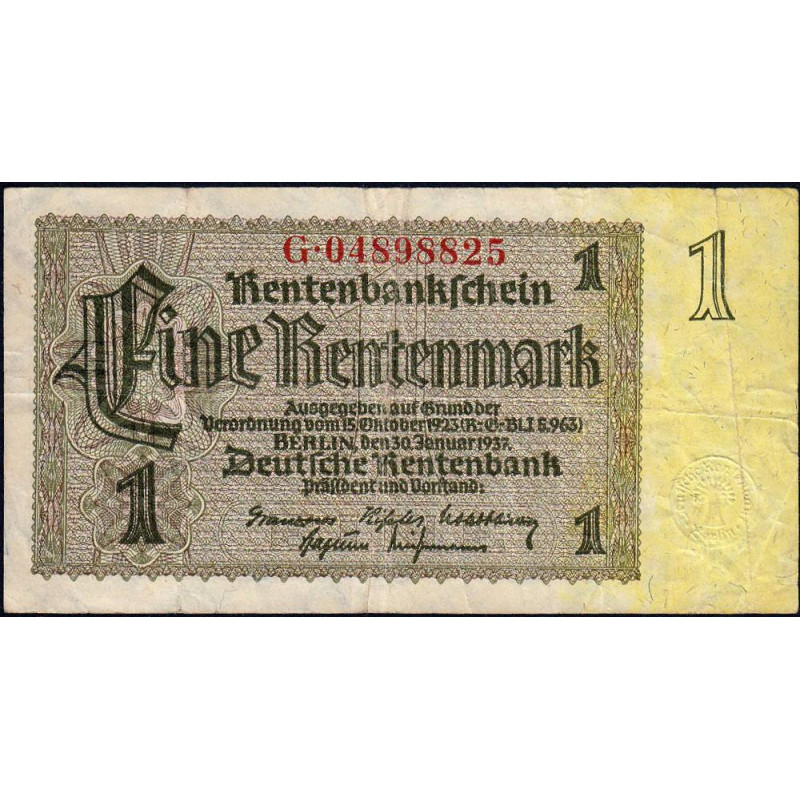 G·04898825
1
1
Rentenbankschein
Eine Rentenmark
Ausgegeben auf Grund der
Verordnung vom 15. Oktober 1923 (R.-G.-Bl. I S. 963)
BERLIN, den 30. Januar 1937.
Deutsche Rentenbank
Präsident und Vorstand:
1
1